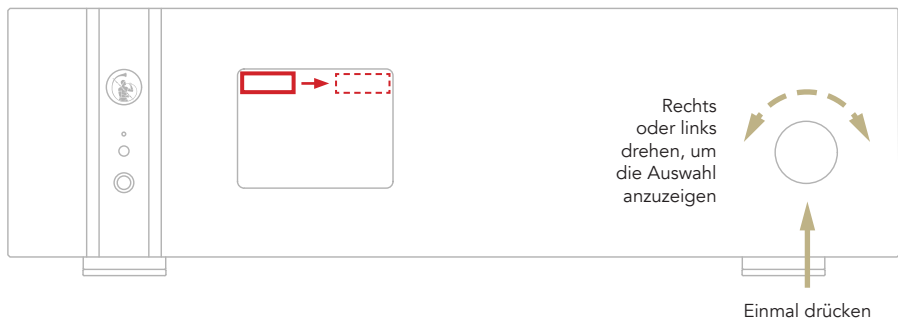 Rechts
oder links
drehen, um
die Auswahl
anzuzeigen
Einmal drücken